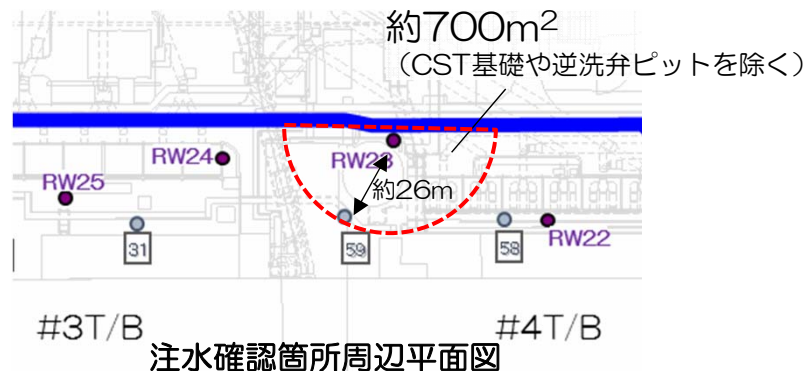 約700m²
（CST基礎や逆洗弁ピットを除く）
RW24
RW23
RW25
約26m
31
59
58
RW22
#3T/B
#4T/B
注水確認箇所周辺平面図